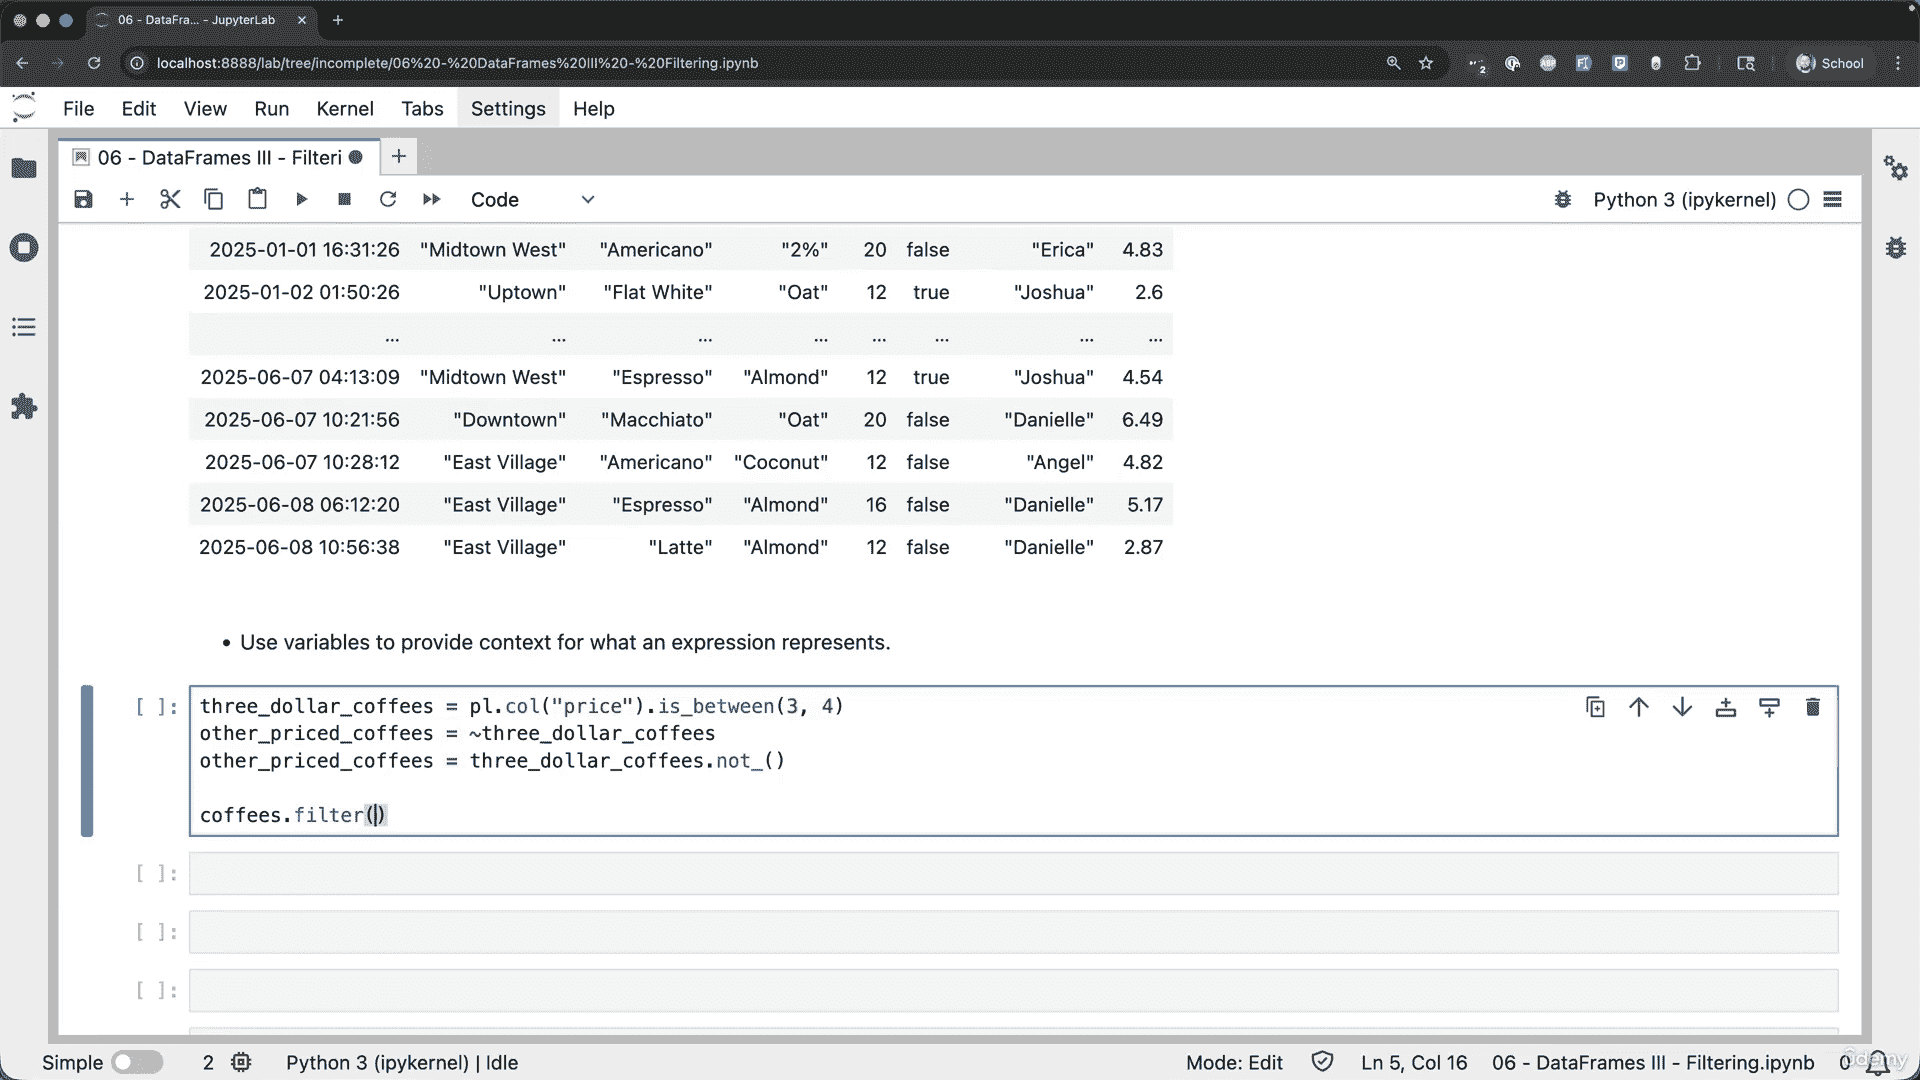 06 - DataFra... - JupyterLab
localhost:8888/lab/tree/incomplete/06%20-%20DataFrames%20III%20-%20Filtering.ipynb
2
ABP
School
File Edit View Run Kernel Tabs Settings Help
06 - DataFrames III - Filteri
Code
Python 3 (ipykernel)
2025-01-01 16:31:26 "Midtown West" "Americano" "2%" 20 false "Erica" 4.83
2025-01-02 01:50:26 "Uptown" "Flat White" "Oat" 12 true "Joshua" 2.6
... ... ... ... ... ... ... ...
2025-06-07 04:13:09 "Midtown West" "Espresso" "Almond" 12 true "Joshua" 4.54
2025-06-07 10:21:56 "Downtown" "Macchiato" "Oat" 20 false "Danielle" 6.49
2025-06-07 10:28:12 "East Village" "Americano" "Coconut" 12 false "Angel" 4.82
2025-06-08 06:12:20 "East Village" "Espresso" "Almond" 16 false "Danielle" 5.17
2025-06-08 10:56:38 "East Village" "Latte" "Almond" 12 false "Danielle" 2.87
• Use variables to provide context for what an expression represents.
[ ]: three_dollar_coffees = pl.col("price").is_between(3, 4)
other_priced_coffees = ~three_dollar_coffees
other_priced_coffees = three_dollar_coffees.not_()
coffees.filter()
[ ]:
[ ]:
[ ]:
Simple 2 Python 3 (ipykernel) | Idle Mode: Edit Ln 5, Col 16 06 - DataFrames III - Filtering.ipynb 0
udemy